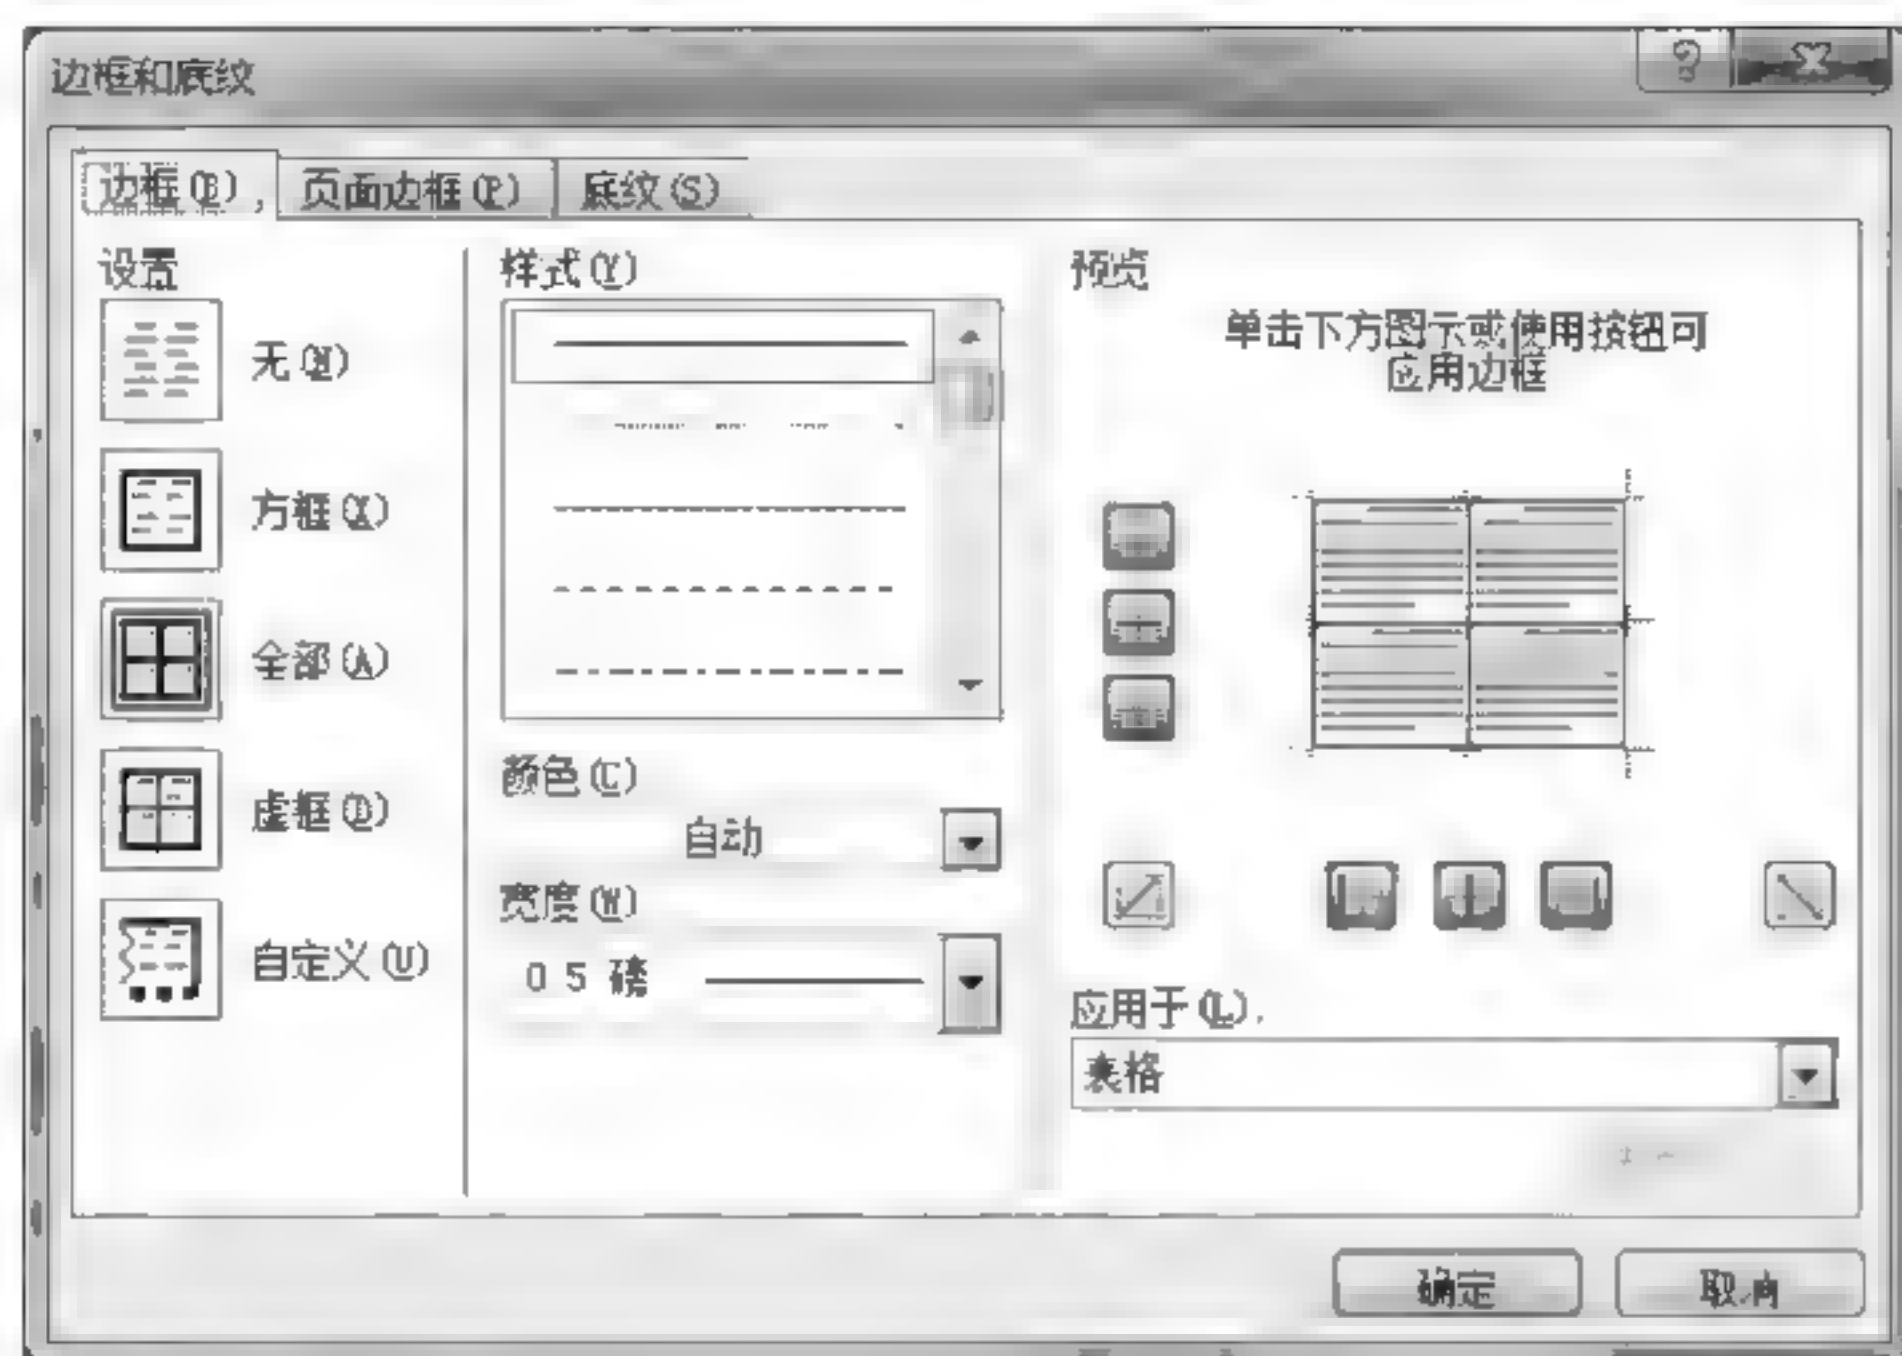 边框和底纹
边框(B)
页面边框(P)
底纹(S)
设置
无(N)
方框(X)
全部(A)
虚框(D)
自定义(U)
样式(Y)
颜色(C)
自动
宽度(W)
0.5 磅
预览
单击下方图示或使用按钮可
应用边框
应用于(L)
表格
确定
取消